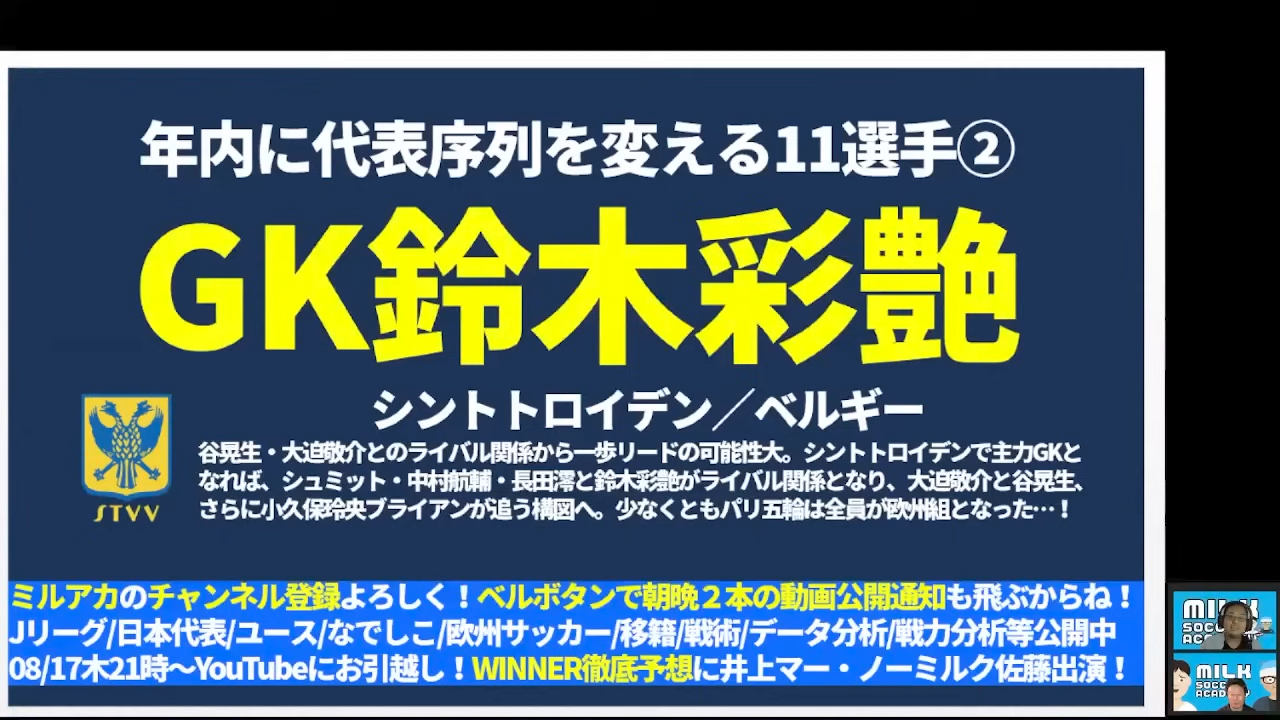 年内に代表序列を変える11選手②
GK鈴木彩艶
シントトロイデン／ベルギー
谷晃生・大迫敬介とのライバル関係から一歩リードの可能性大。シントトロイデンで主力GKと
なれば、シュミット・中村航輔・長田澪と鈴木彩艶がライバル関係となり、大迫敬介と谷晃生、
さらに小久保玲央ブライアンが追う構図へ。少なくともパリ五輪は全員が欧州組となった…！
STVV
ミルアカのチャンネル登録よろしく！ベルボタンで朝晩２本の動画公開通知も飛ぶからね！
Jリーグ/日本代表/ユース/なでしこ/欧州サッカー/移籍/戦術/データ分析/戦力分析等公開中
08/17木21時〜YouTubeにお引越し！WINNER徹底予想に井上マー・ノーミルク佐藤出演！
MILK
MILK